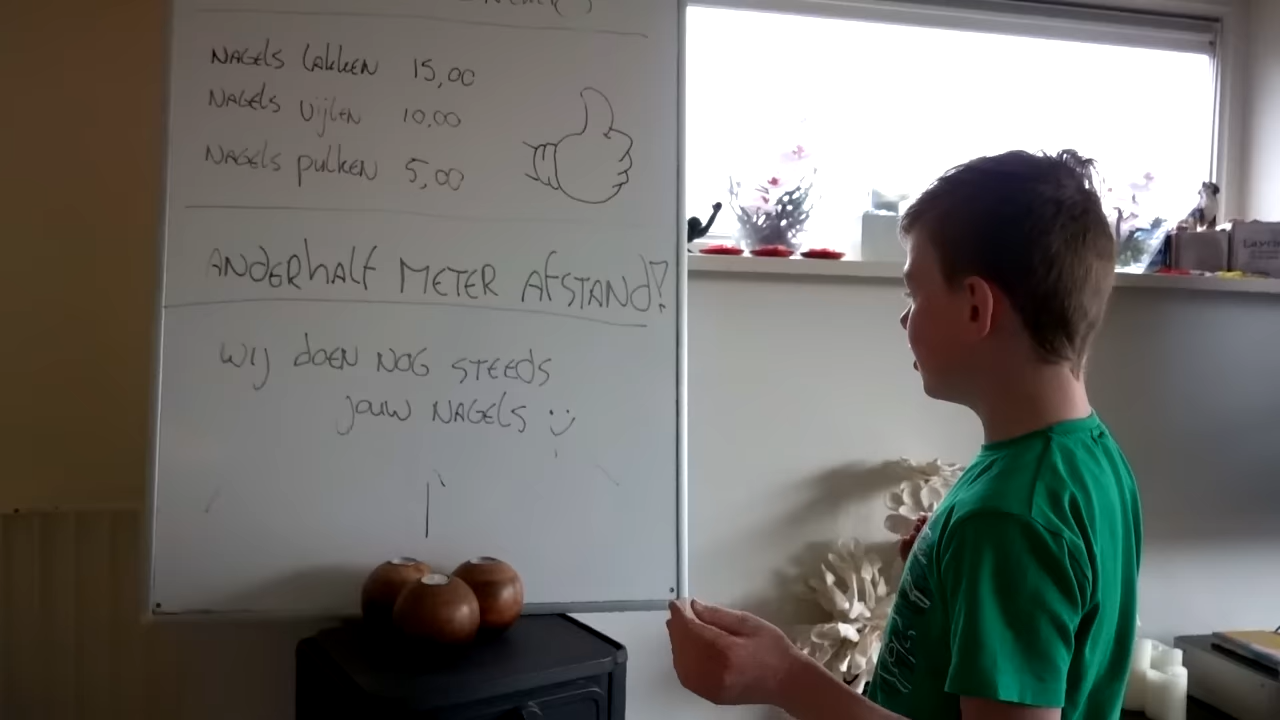 NAGELS LAKKEN 15,00
NAGELS VIJLEN 10,00
NAGELS PULKEN 5,00
ANDERHALF METER AFSTAND!
WIJ DOEN NOG STEEDS
JOUW NAGELS :)